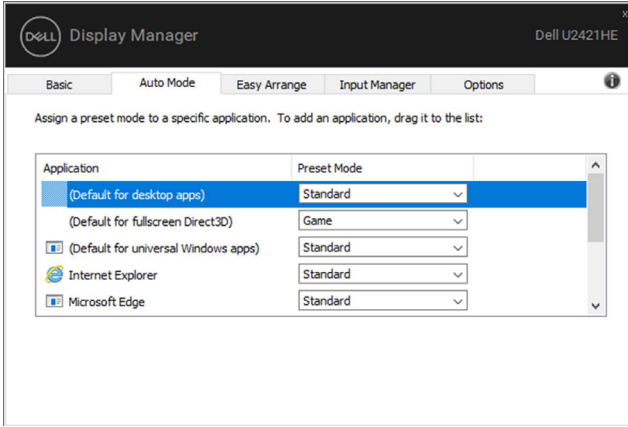 DELL Display Manager
x
Dell U2421HE
Basic Auto Mode Easy Arrange Input Manager Options
Assign a preset mode to a specific application. To add an application, drag it to the list:
Application Preset Mode
(Default for desktop apps) Standard
(Default for fullscreen Direct3D) Game
(Default for universal Windows apps) Standard
Internet Explorer Standard
Microsoft Edge Standard